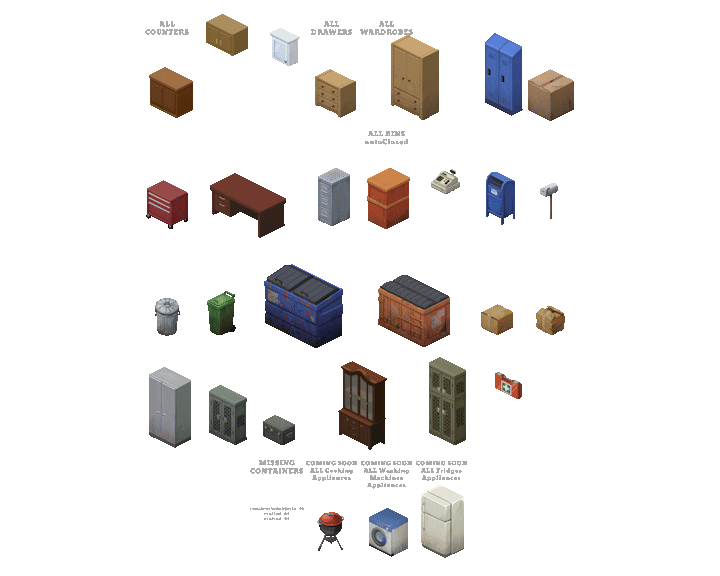 ALL
COUNTERS
ALL
DRAWERS
ALL
WARDROBES
ALL BINS
autoClosed
MISSING
CONTAINERS
COMING SOON
ALL Cooking
Appliances
COMING SOON
ALL Washing
Machines
Appliances
COMING SOON
ALL Fridges
Appliances